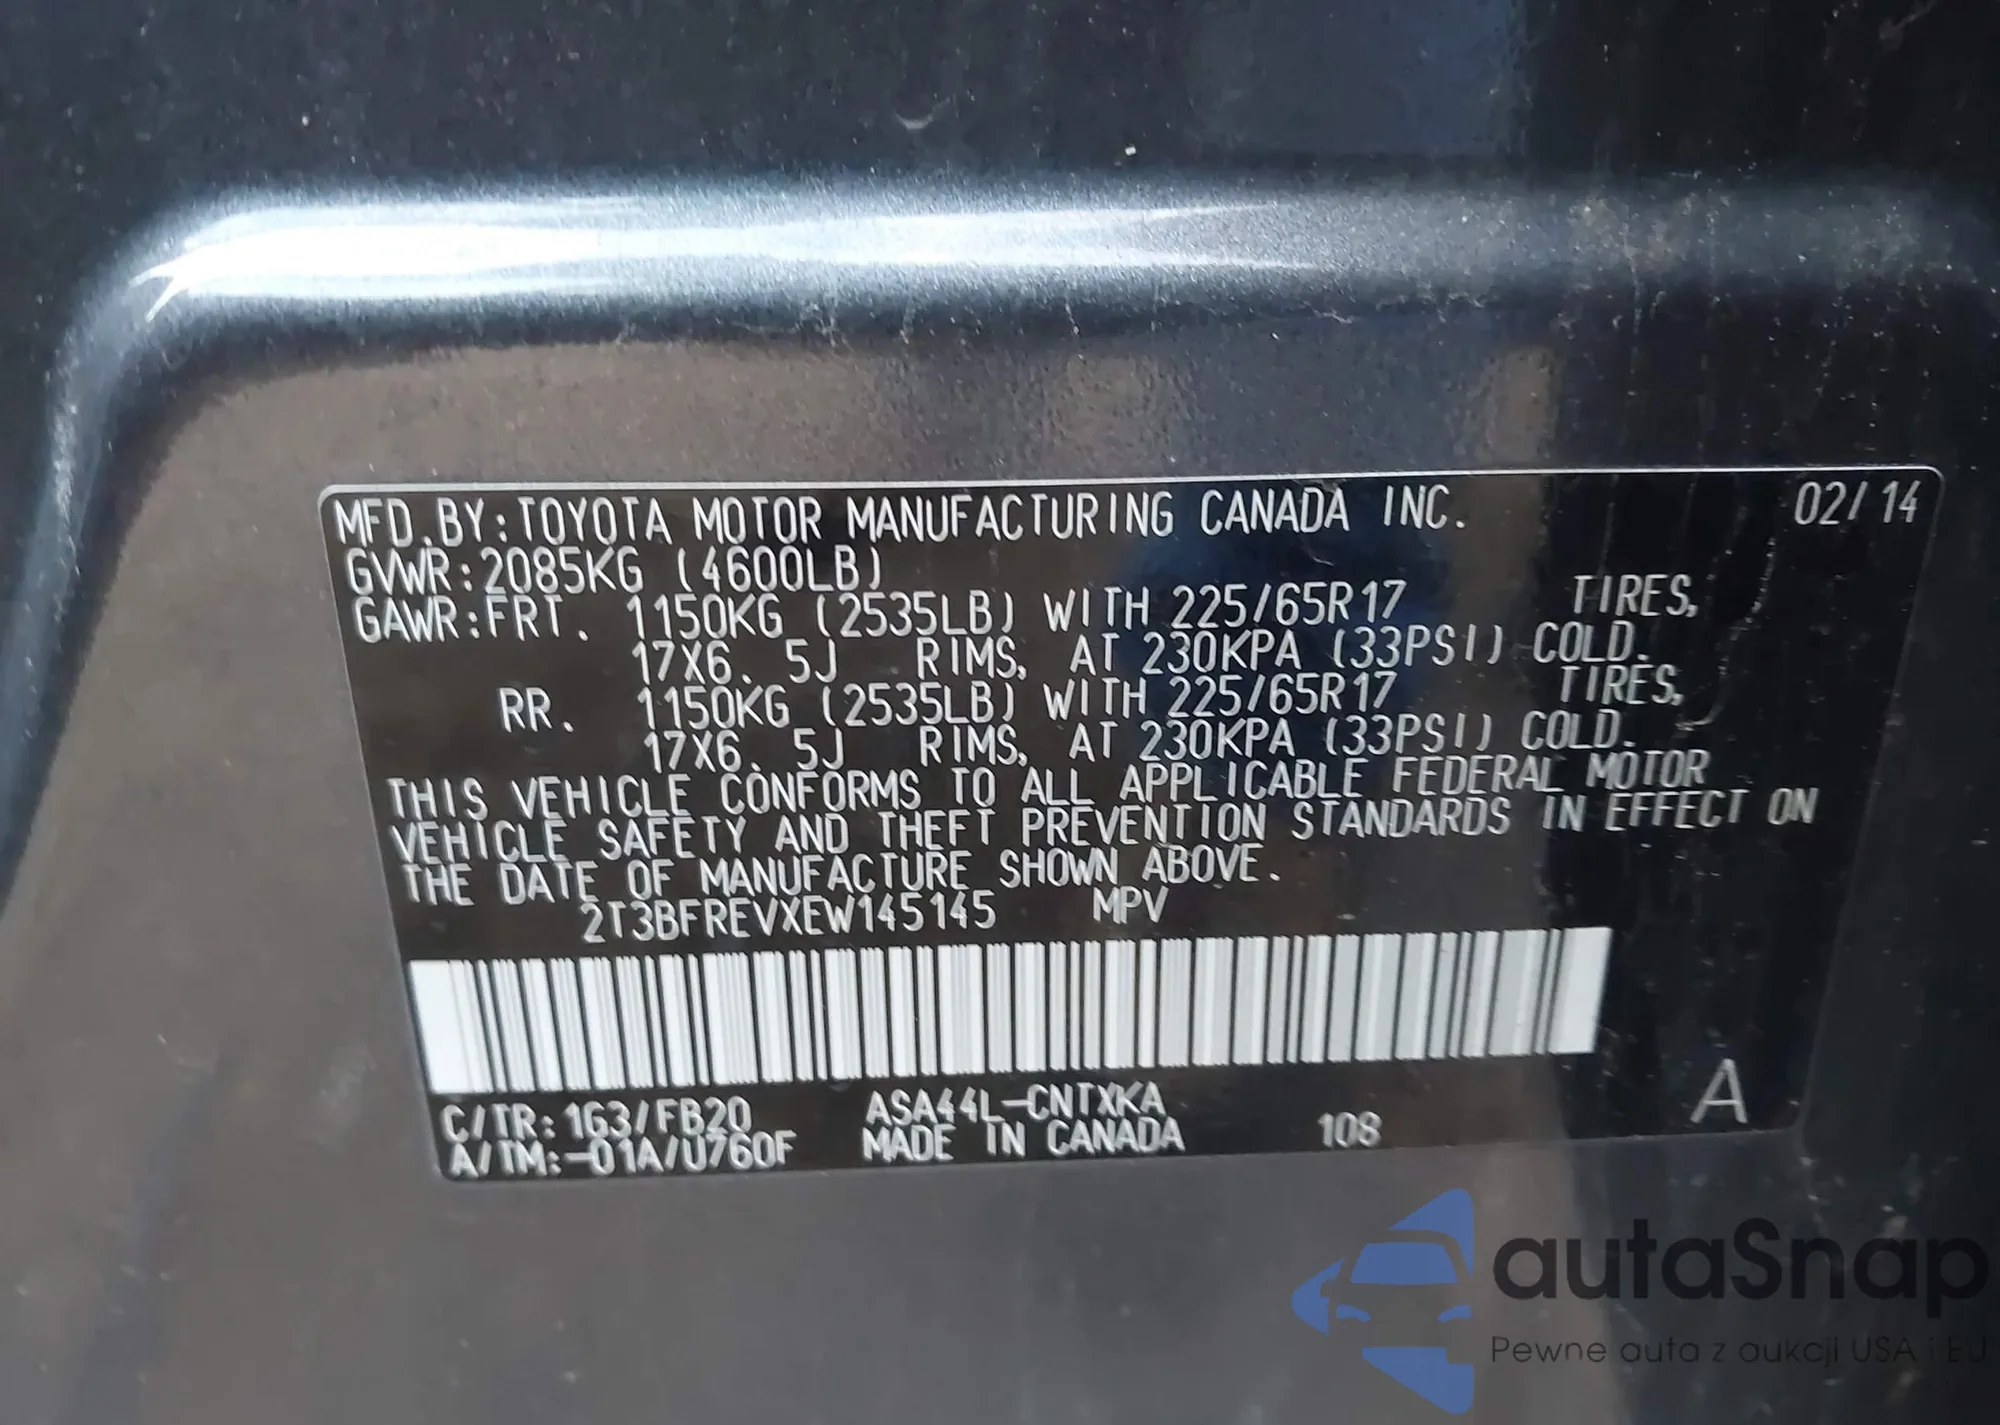 MFD.BY:TOYOTA MOTOR MANUFACTURING CANADA INC. 02/14
GVWR:2085KG (4600LB)
GAWR:FRT. 1150KG (2535LB) WITH 225/65R17 TIRES,
17X6.5J RIMS, AT 230KPA (33PSI) COLD.
RR. 1150KG (2535LB) WITH 225/65R17 TIRES,
17X6.5J RIMS, AT 230KPA (33PSI) COLD.
THIS VEHICLE CONFORMS TO ALL APPLICABLE FEDERAL MOTOR
VEHICLE SAFETY AND THEFT PREVENTION STANDARDS IN EFFECT ON
THE DATE OF MANUFACTURE SHOWN ABOVE.
2T3BFREVXEW145145 MPV
C/TR:163/FB20 ASA44L-CNTXKA
A/TM:-01A/U760F MADE IN CANADA 108 A
autaSnap
Pewne auta z aukcji USA i EU